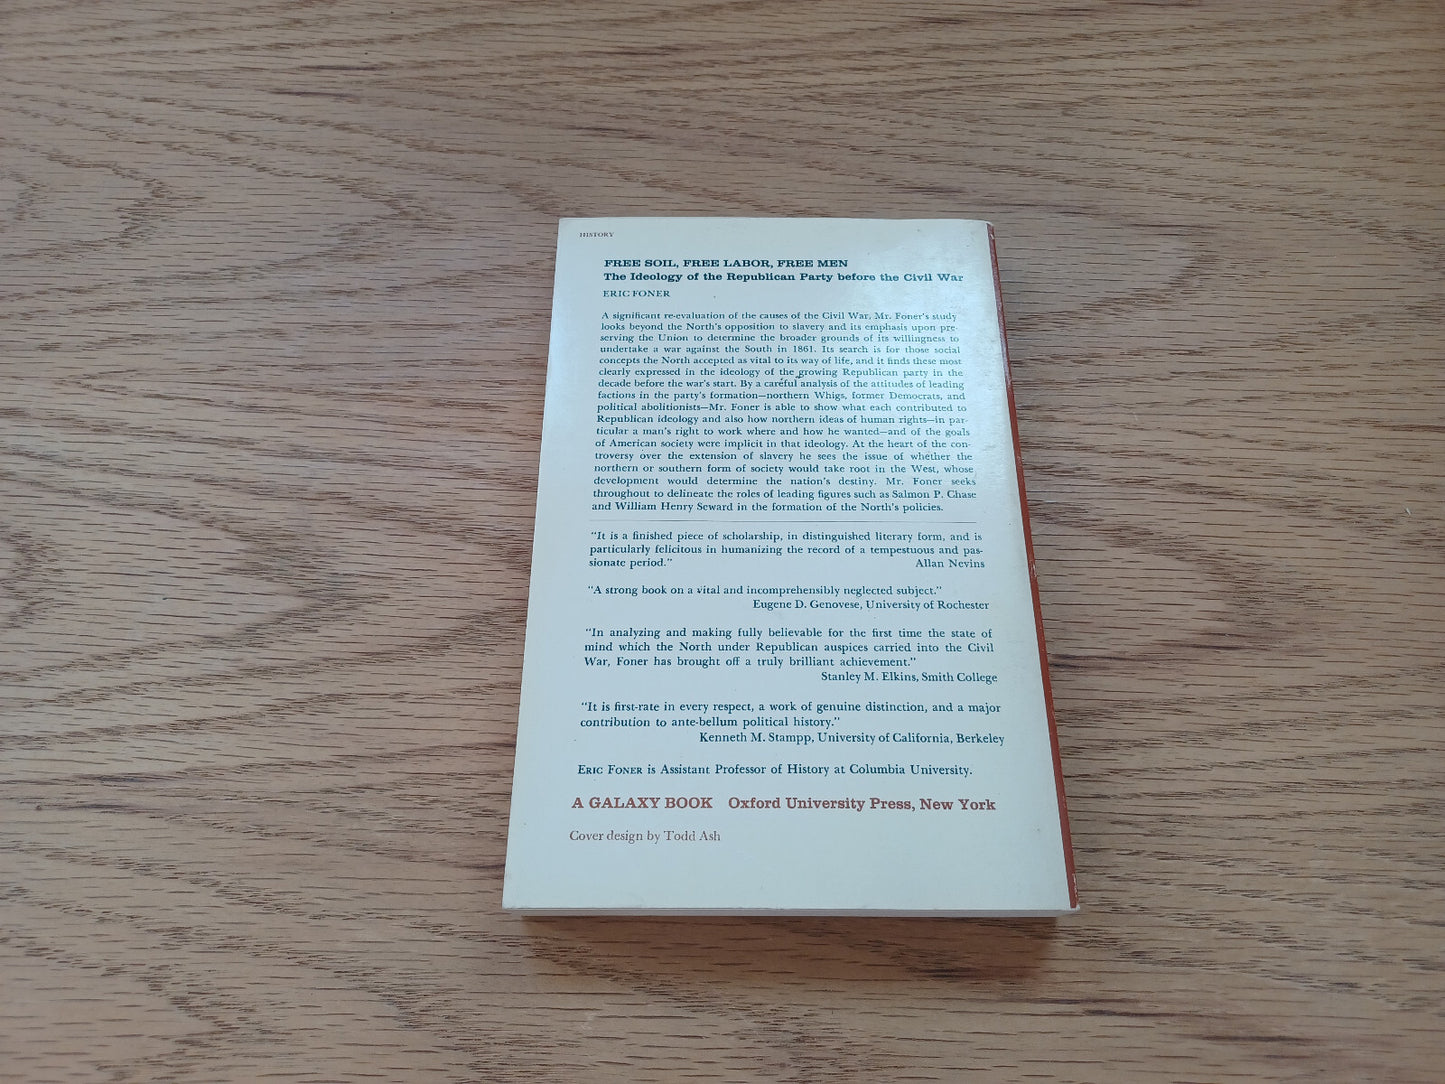 HISTORY
FREE SOIL, FREE LABOR, FREE MEN
The Ideology of the Republican Party before the Civil War
ERIC FONER
A significant re-evaluation of the causes of the Civil War, Mr. Foner's study
looks beyond the North's opposition to slavery and its emphasis upon pre-
serving the Union to determine the broader grounds of its willingness to
undertake a war against the South in 1861. Its search is for those social
concepts the North accepted as vital to its way of life, and it finds these most
clearly expressed in the ideology of the growing Republican party in the
decade before the war's start. By a careful analysis of the attitudes of leading
factions in the party's formation—northern Whigs, former Democrats, and
political abolitionists—Mr. Foner is able to show what each contributed to
Republican ideology and also how northern ideas of human rights—in par-
ticular a man's right to work where and how he wanted—and of the goals
of American society were implicit in that ideology. At the heart of the con-
troversy over the extension of slavery he sees the issue of whether the
northern or southern form of society would take root in the West, whose
development would determine the nation's destiny. Mr. Foner seeks
throughout to delineate the roles of leading figures such as Salmon P. Chase
and William Henry Seward in the formation of the North's policies.
"It is a finished piece of scholarship, in distinguished literary form, and is
particularly felicitous in humanizing the record of a tempestuous and pas-
sionate period." Allan Nevins
"A strong book on a vital and incomprehensibly neglected subject."
Eugene D. Genovese, University of Rochester
"In analyzing and making fully believable for the first time the state of
mind which the North under Republican auspices carried into the Civil
War, Foner has brought off a truly brilliant achievement."
Stanley M. Elkins, Smith College
"It is first-rate in every respect, a work of genuine distinction, and a major
contribution to ante-bellum political history."
Kenneth M. Stampp, University of California, Berkeley
ERIC FONER is Assistant Professor of History at Columbia University.
A GALAXY BOOK Oxford University Press, New York
Cover design by Todd Ash